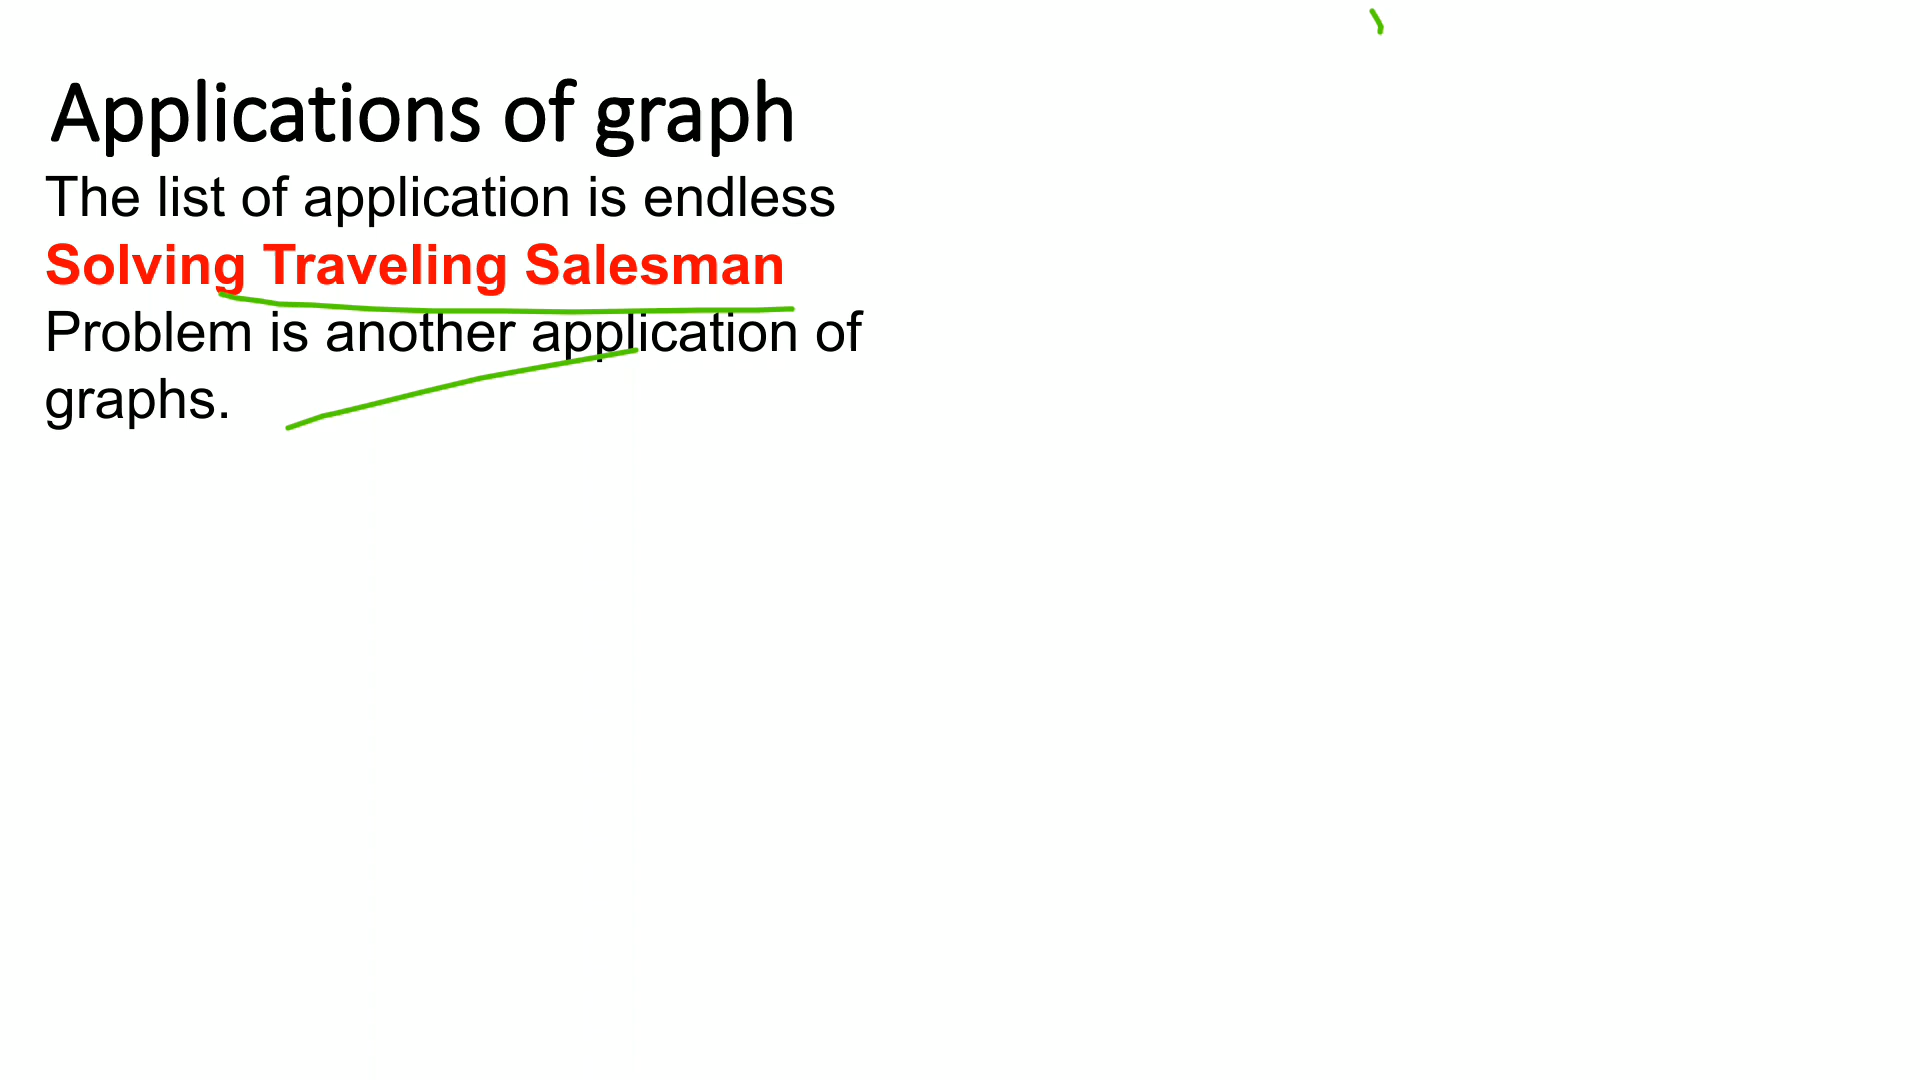 Applications of graph
The list of application is endless
Solving Traveling Salesman
Problem is another application of
graphs.